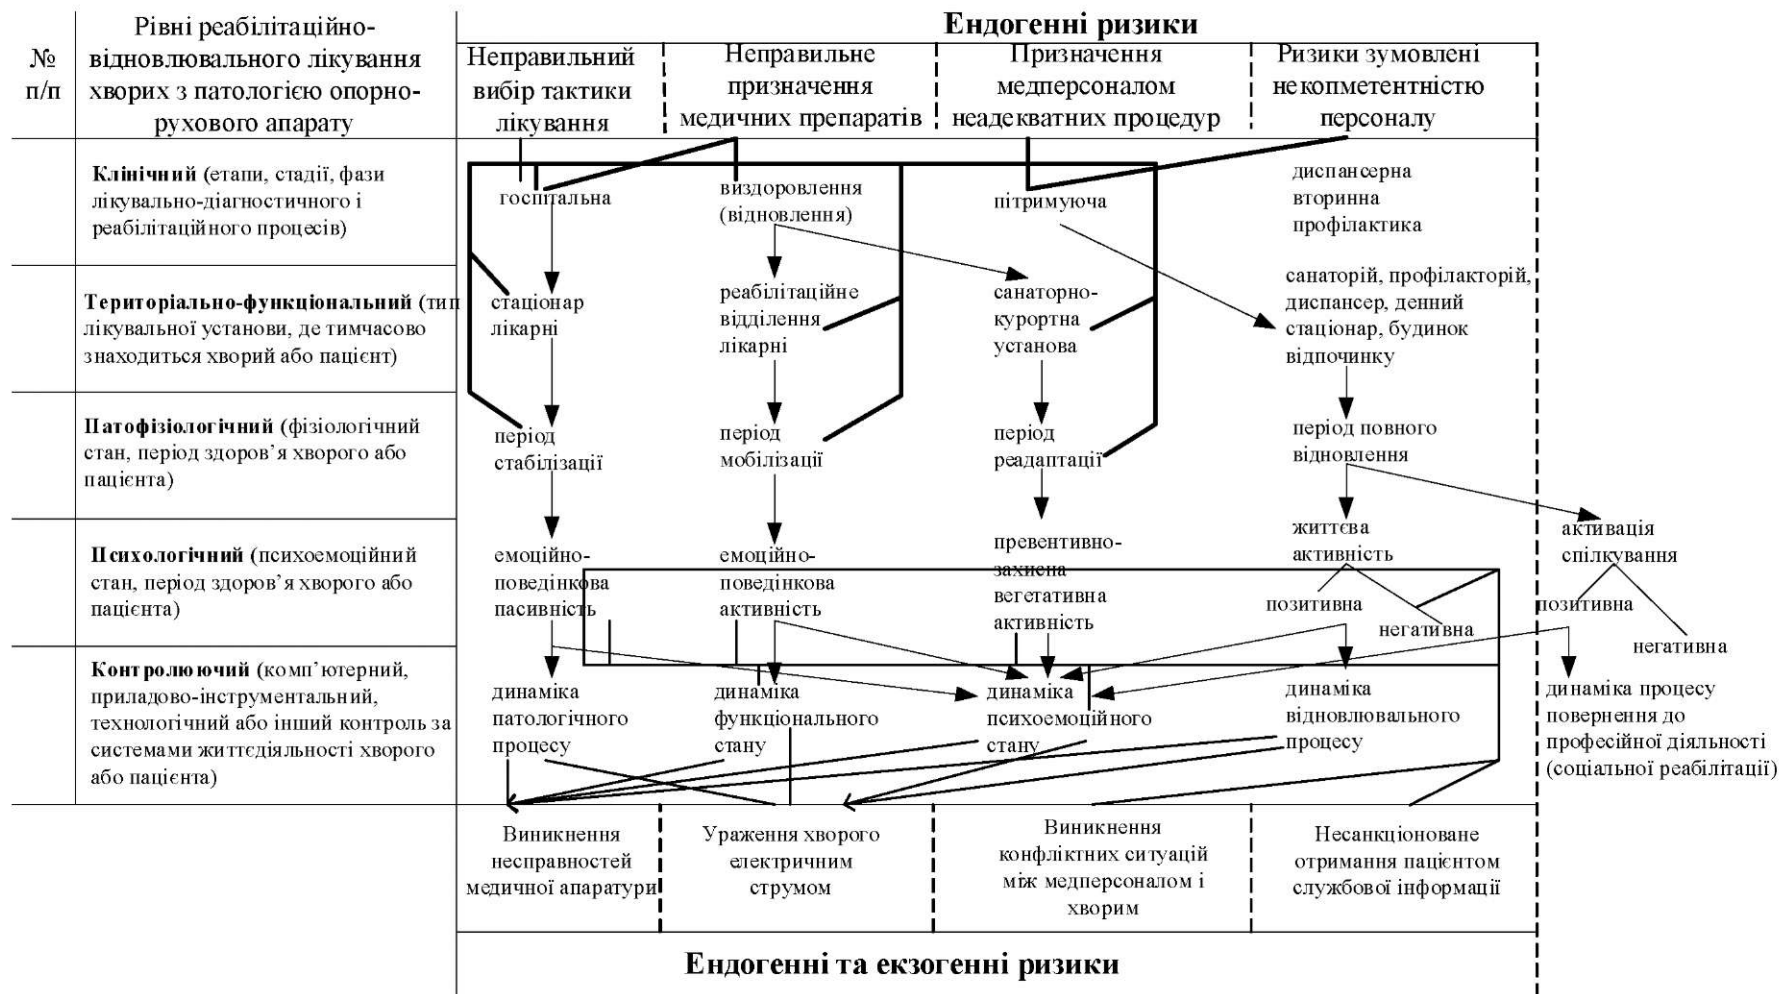 Ендогенні ризики
№
п/п
Рівні реабілітаційно-
відновлювального лікування
хворих з патологією опорно-
рухового апарату
Неправильний
вибір тактики
лікування
Неправильне
призначення
медичних препаратів
Призначення
медперсоналом
неадекватних процедур
Ризики зумовлені
некопметентністю
персоналу
Клінічний (етапи, стадії, фази
лікувально-діагностичного і
реабілітаційного процесів)
госпітальна
виздоровлення
(відновлення)
пітримуюча
диспансерна
вторинна
профілактика
Територіально-функціональний (тип
лікувальної установи, де тимчасово
знаходиться хворий або пацієнт)
стаціонар
лікарні
реабілітаційне
відділення
лікарні
санаторно-
курортна
установа
санаторій, профілакторій,
диспансер, денний
стаціонар, будинок
відпочинку
Патофізіологічний (фізіологічний
стан, період здоров’я хворого або
пацієнта)
період
стабілізації
період
мобілізації
період
реадаптації
період повного
відновлення
Психологічний (психоемоційний
стан, період здоров’я хворого або
пацієнта)
емоційно-
поведінкова
пасивність
емоційно-
поведінкова
активність
превентивно-
захисна
вегетативна
активність
життєва
активність
позитивна
негативна
активація
спілкування
позитивна
негативна
Контролюючий (комп’ютерний,
приладово-інструментальний,
технологічний або інший контроль за
системами життєдіяльності хворого
або пацієнта)
динаміка
патологічного
процесу
динаміка
функціонального
стану
динаміка
психоемоційного
стану
динаміка
відновлювального
процесу
динаміка процесу
повернення до
професійної діяльності
(соціальної реабілітації)
Виникнення
несправностей
медичної апаратури
Ураження хворого
електричним
струмом
Виникнення
конфліктних ситуацій
між медперсоналом і
хворим
Несанкціоноване
отримання пацієнтом
службової інформації
Ендогенні та екзогенні ризики